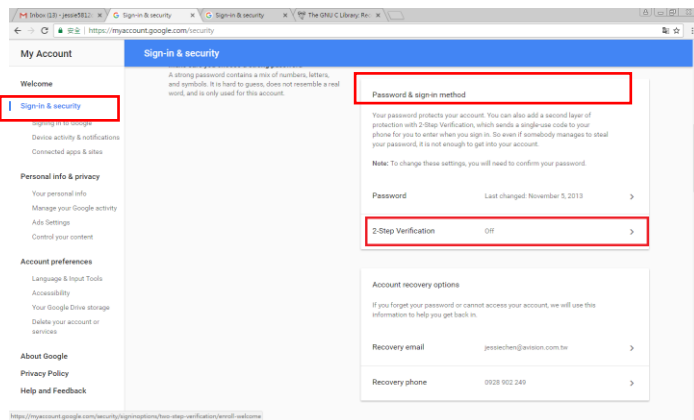 Inbox (13) - jessie5812
Sign-in & security
Sign-in & security
The GNU C Library: Re
安全
https://myaccount.google.com/security
My Account
Sign-in & security
Welcome
Sign-in & security
Signing in to Google
Device activity & notifications
Connected apps & sites
Personal info & privacy
Your personal info
Manage your Google activity
Ads Settings
Control your content
Account preferences
Language & Input Tools
Accessibility
Your Google Drive storage
Delete your account or
services
About Google
Privacy Policy
Help and Feedback
A strong password contains a mix of numbers, letters,
and symbols. It is hard to guess, does not resemble a real
word, and is only used for this account.
Password & sign-in method
Your password protects your account. You can also add a second layer of
protection with 2-Step Verification, which sends a single-use code to your
phone for you to enter when you sign in. So even if somebody manages to steal
your password, it is not enough to get into your account.
Note: To change these settings, you will need to confirm your password.
Password Last changed: November 5, 2013
2-Step Verification Off
Account recovery options
If you forget your password or cannot access your account, we will use this
information to help you get back in.
Recovery email jessiechen@avision.com.tw
Recovery phone 0928 902 249
https://myaccount.google.com/security/signinoptions/two-step-verification/enroll-welcome